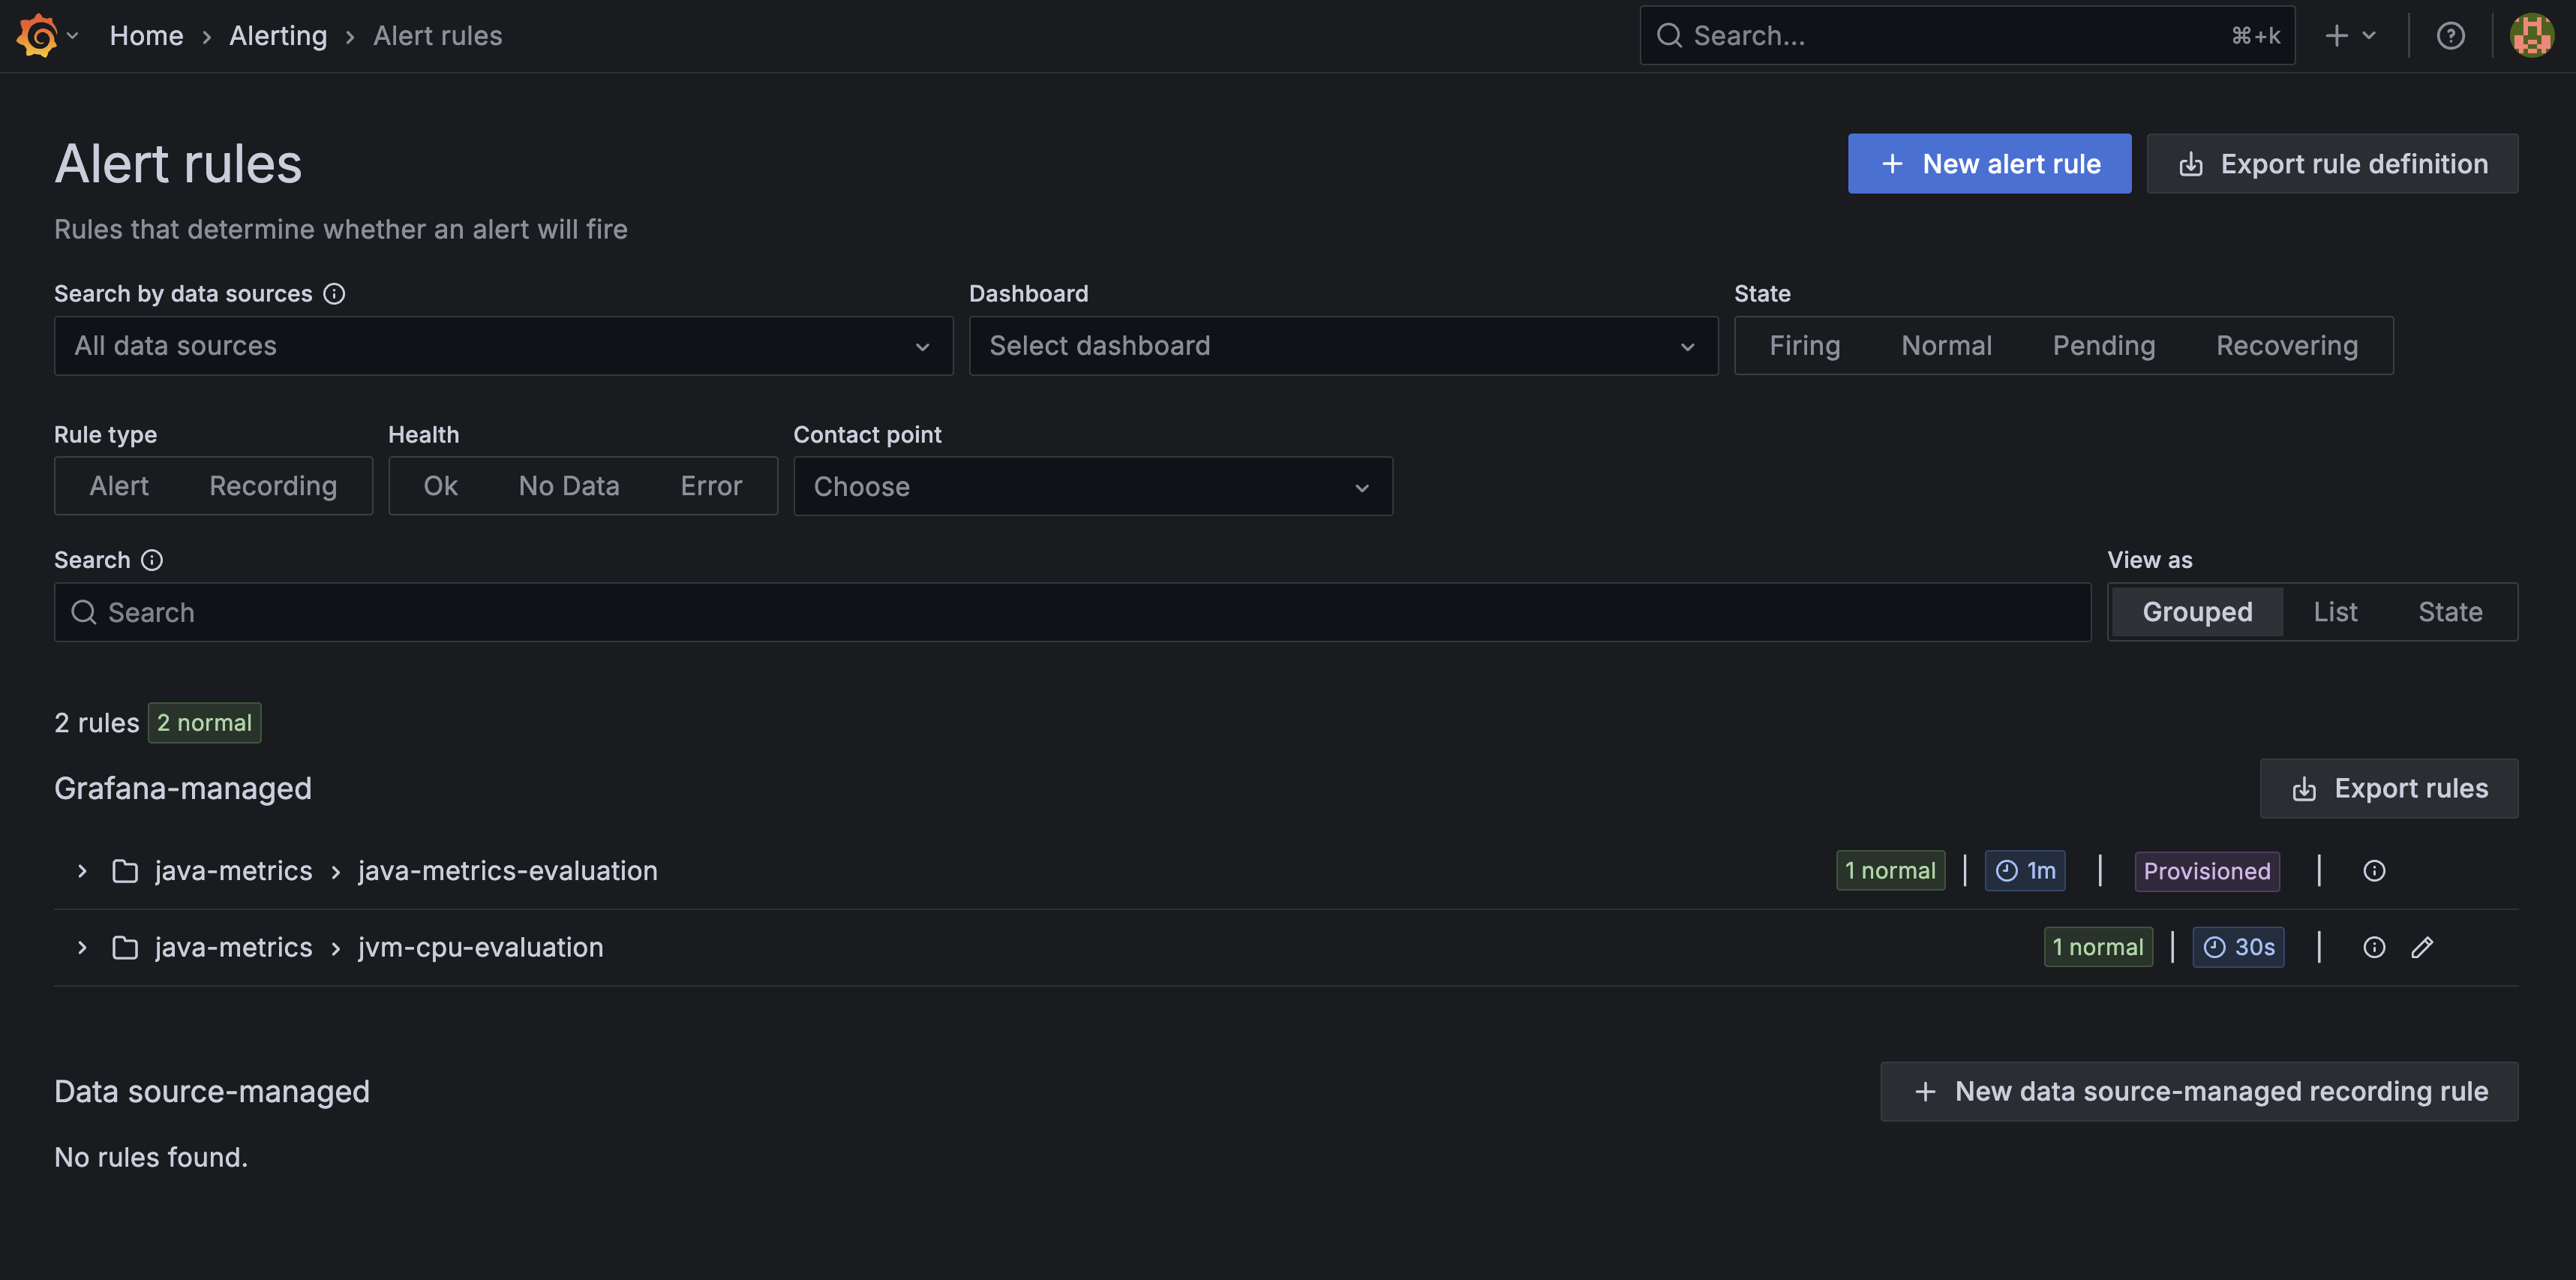 Home > Alerting > Alert rules
Search... ⌘+k
Alert rules
New alert rule
Export rule definition
Rules that determine whether an alert will fire
Search by data sources
Dashboard
State
All data sources
Select dashboard
Firing Normal Pending Recovering
Rule type
Health
Contact point
Alert Recording
Ok No Data Error
Choose
Search
View as
Search
Grouped List State
2 rules 2 normal
Grafana-managed
Export rules
java-metrics > java-metrics-evaluation 1 normal | 1m | Provisioned |
java-metrics > jvm-cpu-evaluation 1 normal | 30s |
Data source-managed
New data source-managed recording rule
No rules found.